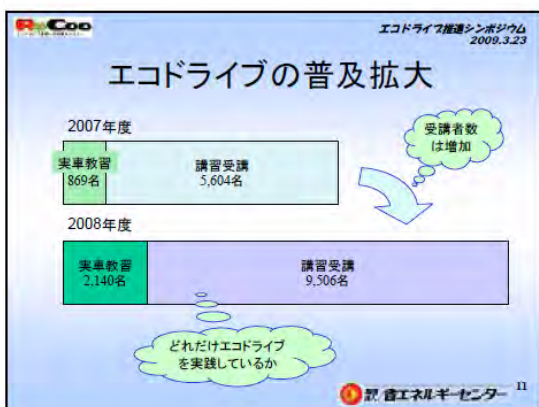 ReCoo
エコドライブ推進シンポジウム
2009.3.23
エコドライブの普及拡大
2007年度
受講者数
は増加
実車教習
869名
講習受講
5,604名
2008年度
実車教習
2,140名
講習受講
9,506名
どれだけエコドライブ
を実践しているか
省エネルギーセンター
11